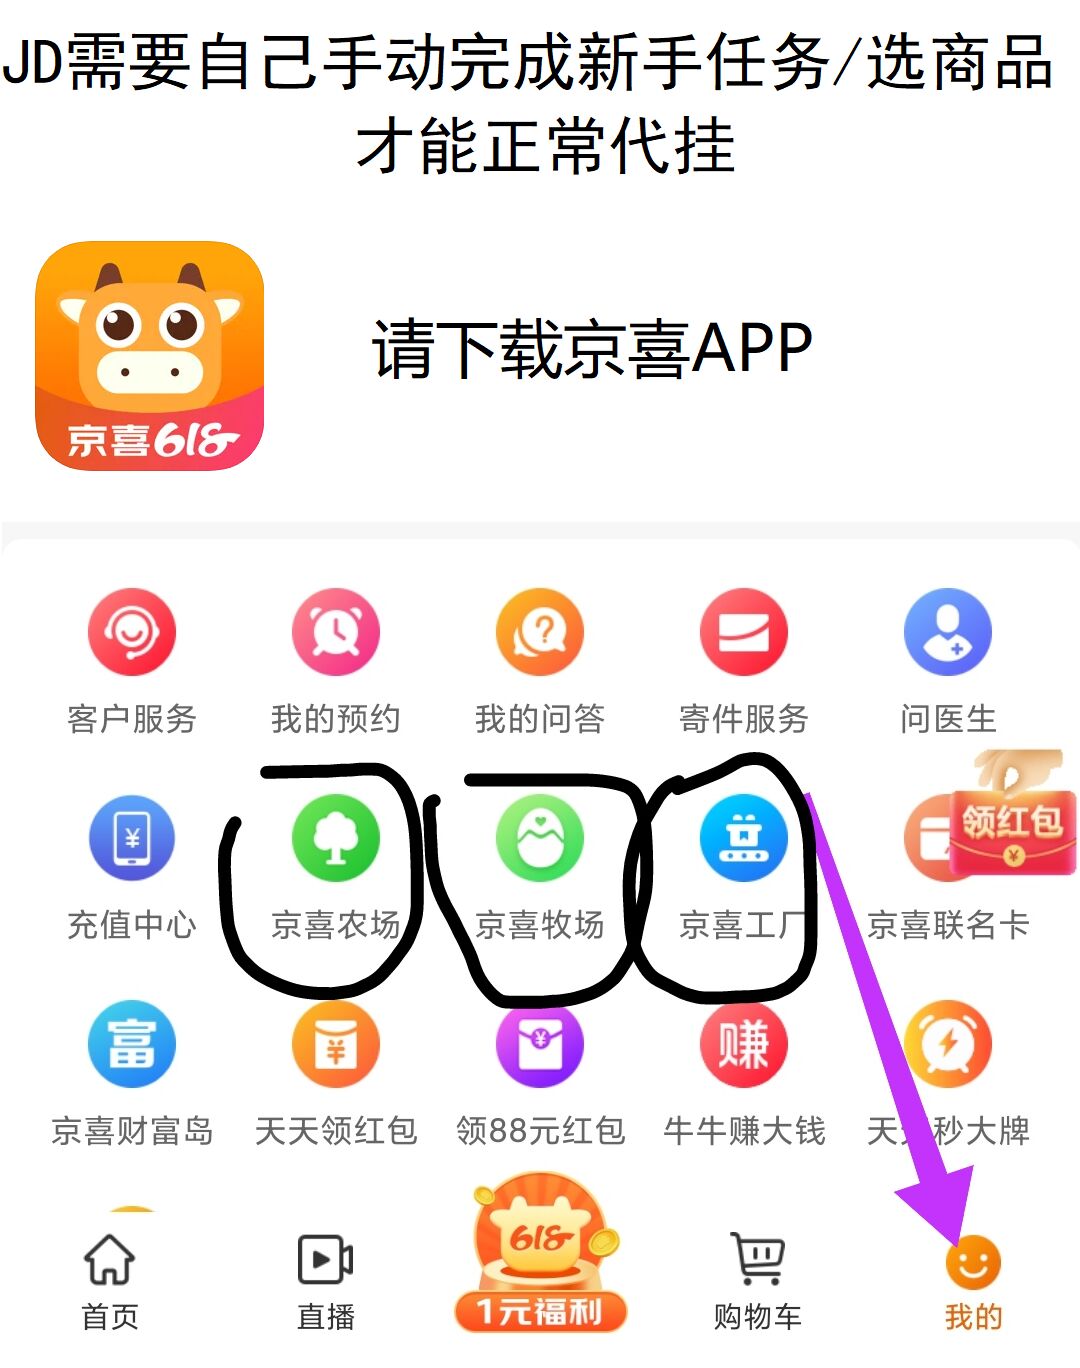 JD需要自己手动完成新手任务/选商品
才能正常代挂
京喜618
请下载京喜APP
客户服务
我的预约
我的问答
寄件服务
问医生
领红包
充值中心
京喜农场
京喜牧场
京喜工厂
京喜联名卡
富
赚
京喜财富岛
天天领红包
领88元红包
牛牛赚大钱
天天秒大牌
618
1元福利
首页
直播
购物车
我的